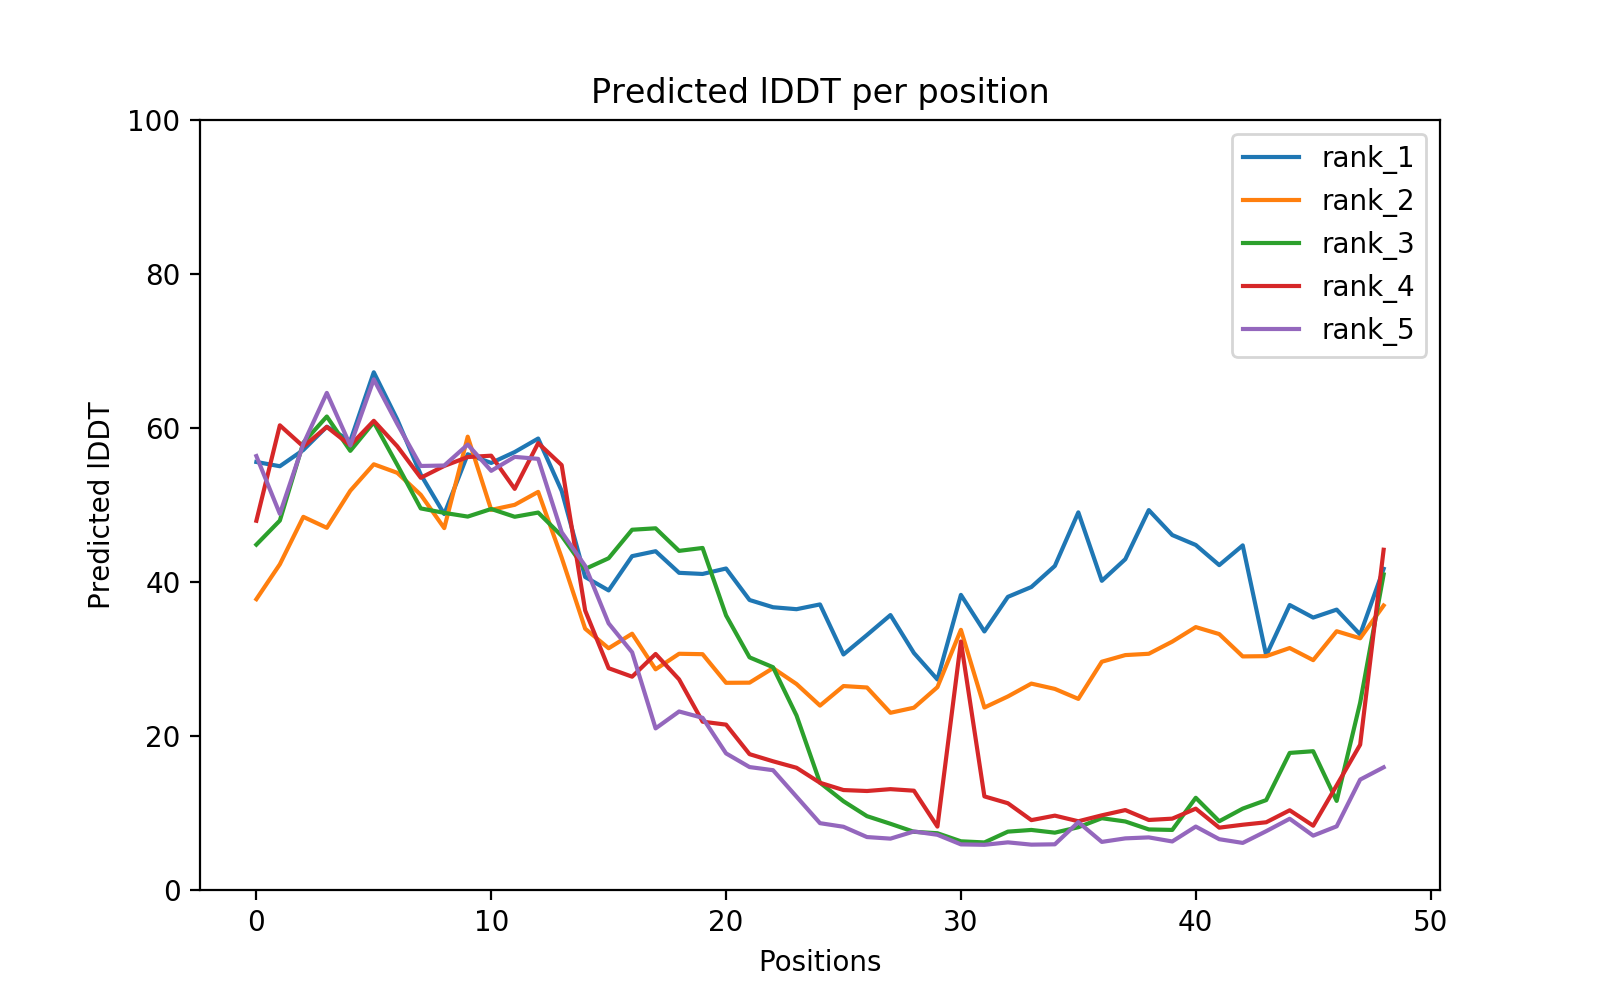 Predicted lDDT per position
100
80
60
40
20
0
Predicted lDDT
rank_1
rank_2
rank_3
rank_4
rank_5
0 10 20 30 40 50
Positions